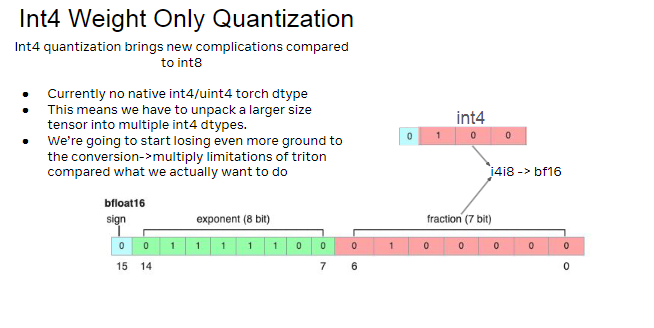 Int4 Weight Only Quantization
Int4 quantization brings new complications compared
to int8
● Currently no native int4/uint4 torch dtype
● This means we have to unpack a larger size
tensor into multiple int4 dtypes.
● We're going to start losing even more ground to
the conversion->multiply limitations of triton
compared what we actually want to do
int4
0 1 0 0
i4i8 -> bf16
bfloat16
sign exponent (8 bit) fraction (7 bit)
0 0 1 1 1 1 1 0 0 0 1 0 0 0 0 0
15 14 7 6 0